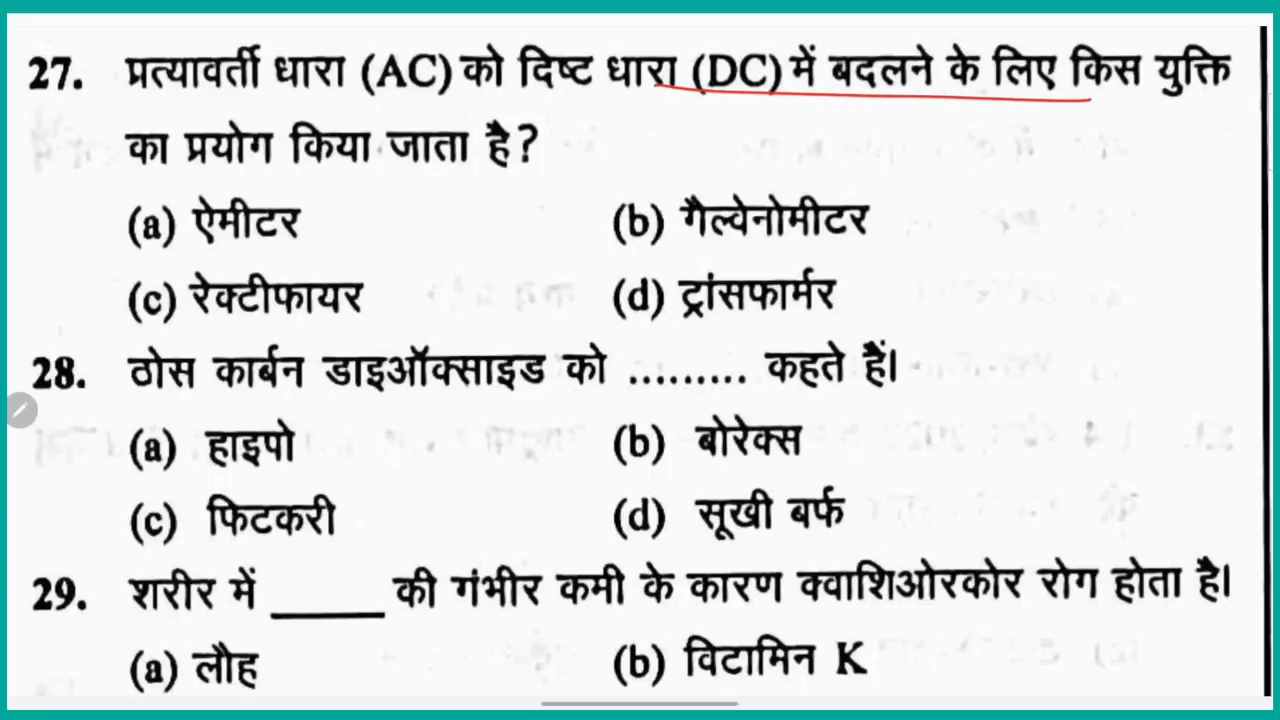 27. प्रत्यावर्ती धारा (AC) को दिष्ट धारा (DC) में बदलने के लिए किस युक्ति
का प्रयोग किया जाता है?
(a) ऐमीटर (b) गैल्वेनोमीटर
(c) रेक्टीफायर (d) ट्रांसफार्मर
28. ठोस कार्बन डाइऑक्साइड को ......... कहते हैं।
(a) हाइपो (b) बोरेक्स
(c) फिटकरी (d) सूखी बर्फ
29. शरीर में _____ की गंभीर कमी के कारण क्वाशिओरकोर रोग होता है।
(a) लौह (b) विटामिन K